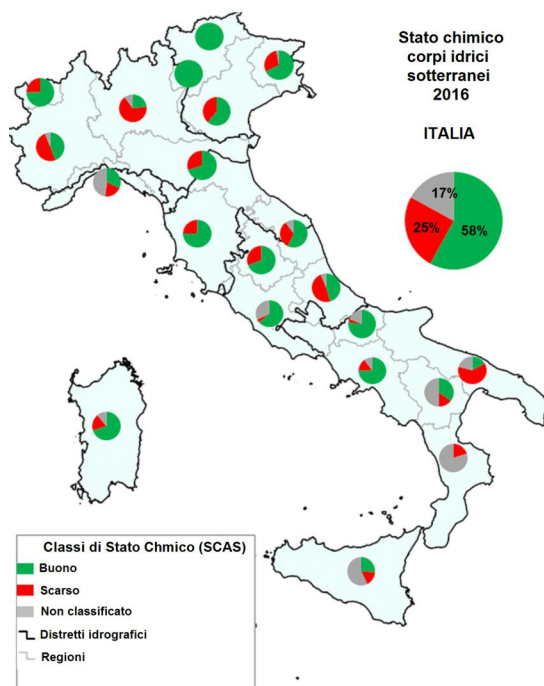 Stato chimico
corpi idrici
sotterranei
2016
ITALIA
17%
25%
58%
Classi di Stato Chmico (SCAS)
Buono
Scarso
Non classificato
Distretti idrografici
Regioni